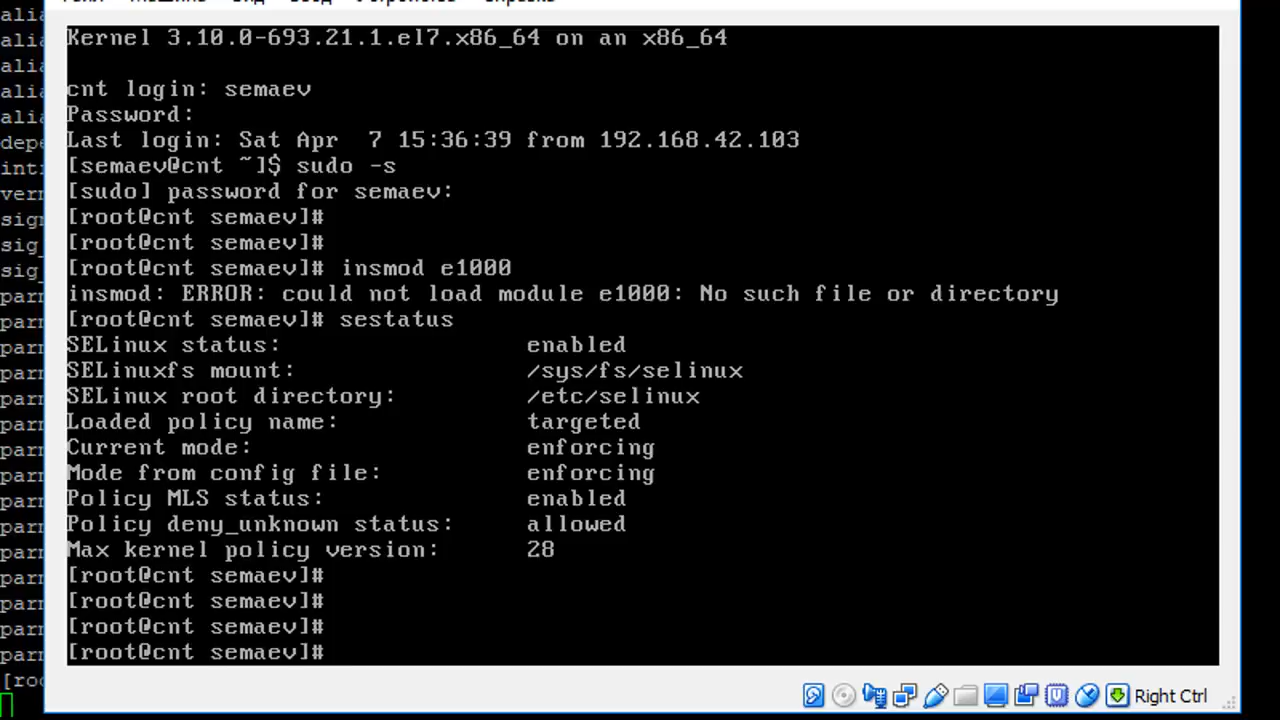 Kernel 3.10.0-693.21.1.el7.x86_64 on an x86_64
cnt login: semaev
Password:
Last login: Sat Apr  7 15:36:39 from 192.168.42.103
[semaev@cnt ~]$ sudo -s
[sudo] password for semaev:
[root@cnt semaev]#
[root@cnt semaev]#
[root@cnt semaev]# insmod e1000
insmod: ERROR: could not load module e1000: No such file or directory
[root@cnt semaev]# sestatus
SELinux status: enabled
SELinuxfs mount: /sys/fs/selinux
SELinux root directory: /etc/selinux
Loaded policy name: targeted
Current mode: enforcing
Mode from config file: enforcing
Policy MLS status: enabled
Policy deny_unknown status: allowed
Max kernel policy version: 28
[root@cnt semaev]#
[root@cnt semaev]#
[root@cnt semaev]#
[root@cnt semaev]#
Right Ctrl